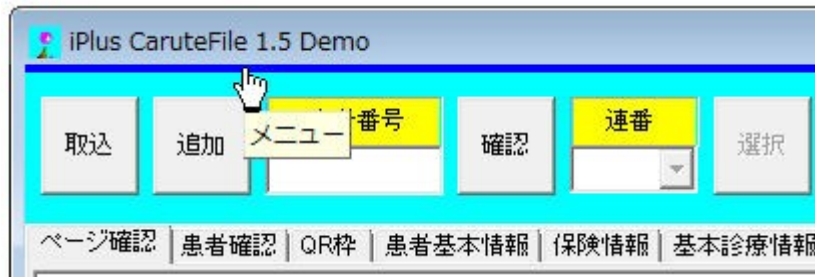 iPlus CaruteFile 1.5 Demo
取込 追加 番号 確認 連番 選択
メニュー
ページ確認 患者確認 QR枠 患者基本情報 保険情報 基本診療情報